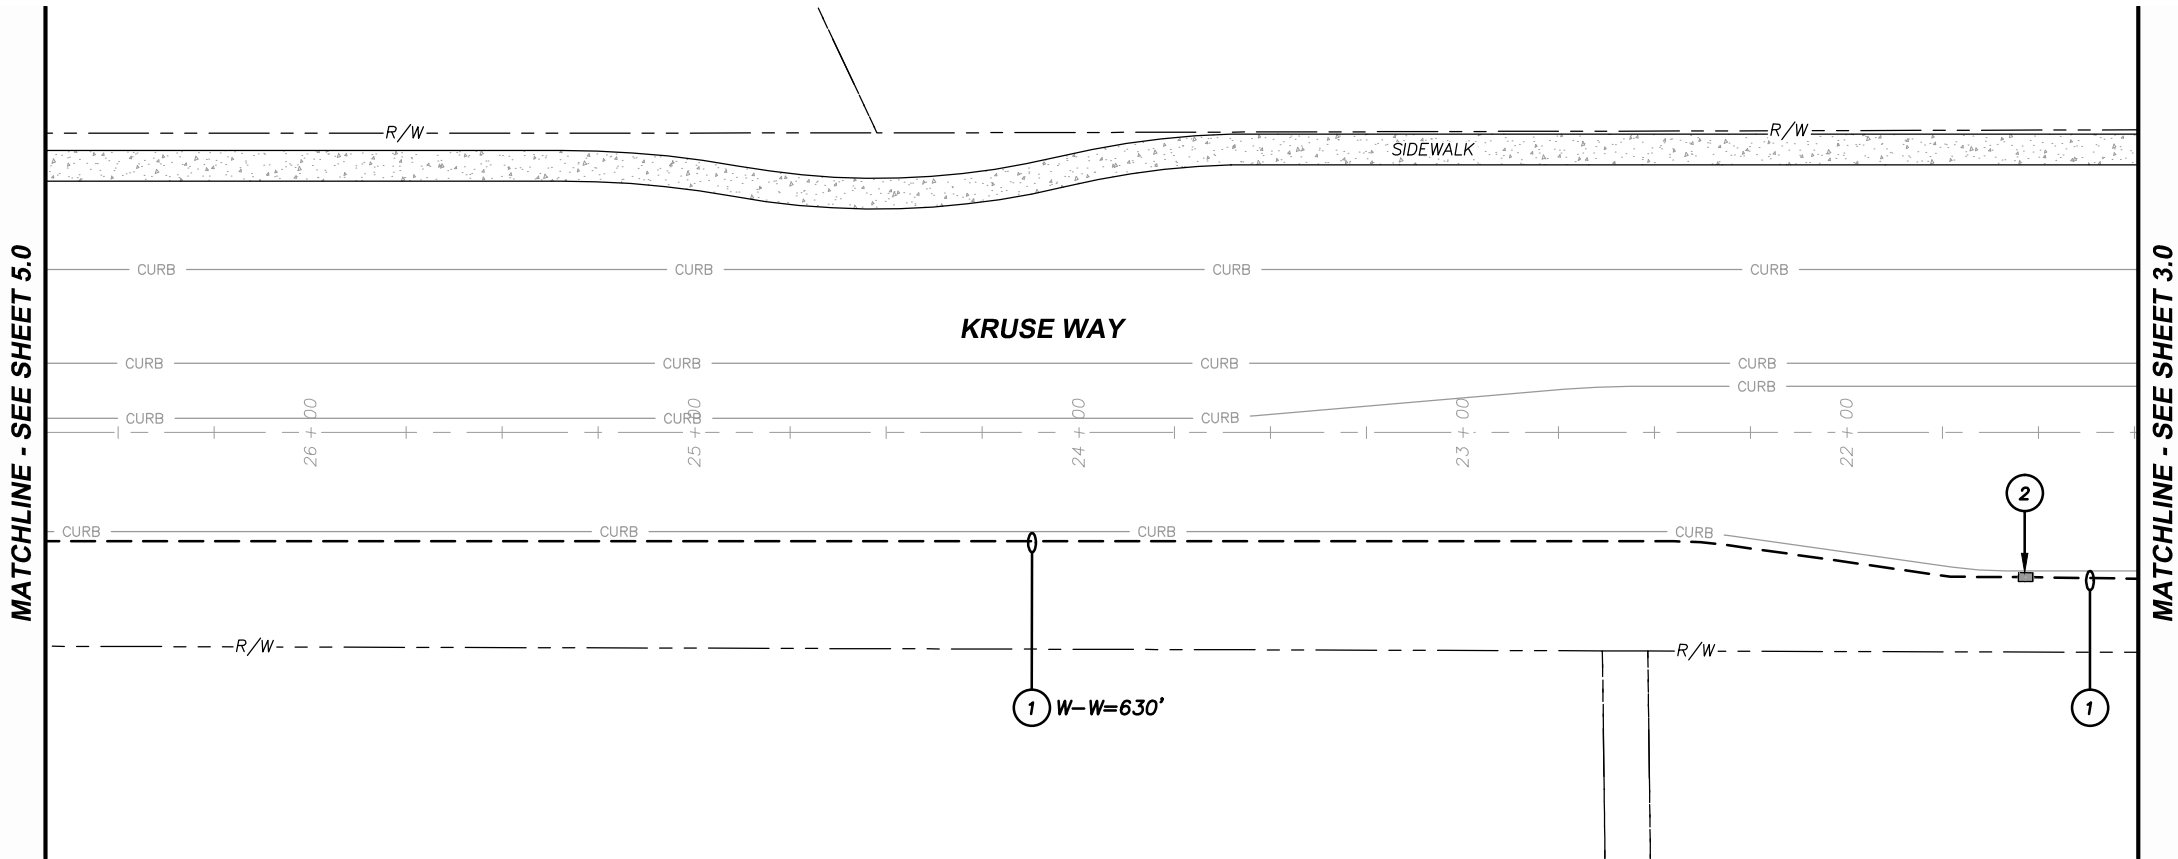 R/W
R/W
SIDEWALK
MATCHLINE - SEE SHEET 5.0
MATCHLINE - SEE SHEET 3.0
CURB
CURB
CURB
CURB
KRUSE WAY
CURB
CURB
CURB
CURB
CURB
CURB
CURB
CURB
26 00
25 00
24 00
23 00
22 00
2
CURB
CURB
CURB
CURB
R/W
R/W
1 W-W=630'
1